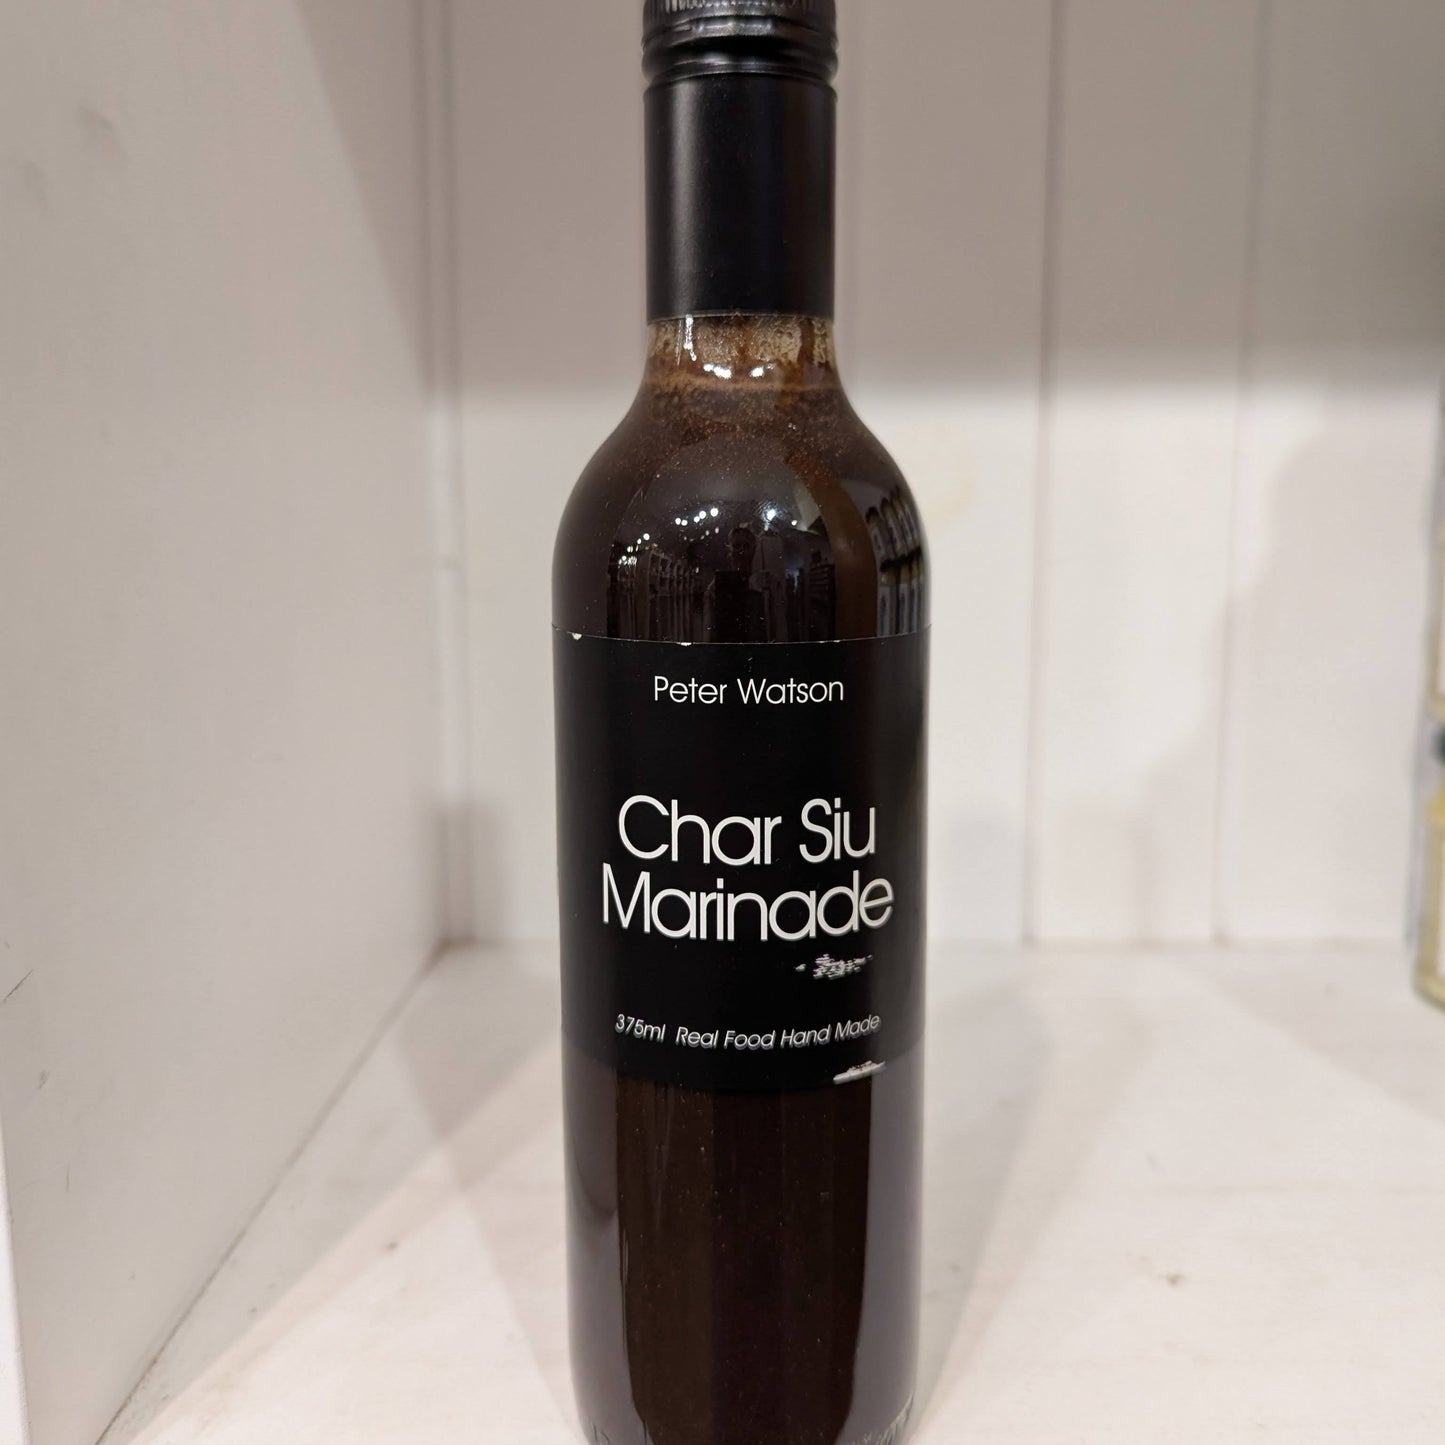 Peter Watson
Char Siu
Marinade
375ml Real Food Hand Made